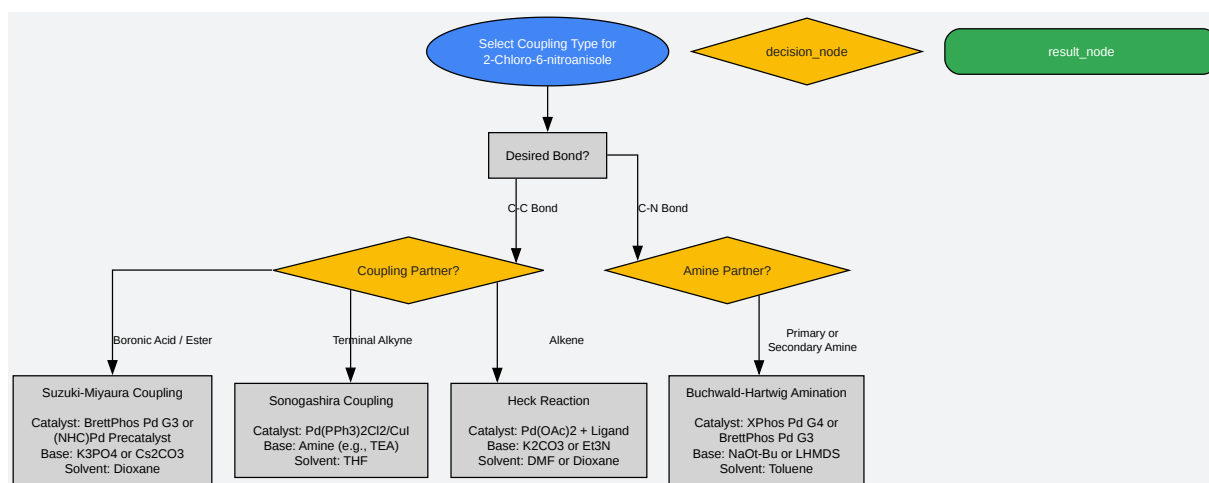 Select Coupling Type for
2-Chloro-6-nitroanisole
decision_node
result_node
Desired Bond?
C-C Bond
C-N Bond
Coupling Partner?
Amine Partner?
Boronic Acid / Ester
Terminal Alkyne
Alkene
Primary or
Secondary Amine
Suzuki-Miyaura Coupling
Catalyst: BrettPhos Pd G3 or
(NHC)Pd Precatalyst
Base: K3PO4 or Cs2CO3
Solvent: Dioxane
Sonogashira Coupling
Catalyst: Pd(PPh3)2Cl2/CuI
Base: Amine (e.g., TEA)
Solvent: THF
Heck Reaction
Catalyst: Pd(OAc)2 + Ligand
Base: K2CO3 or Et3N
Solvent: DMF or Dioxane
Buchwald-Hartwig Amination
Catalyst: XPhos Pd G4 or
BrettPhos Pd G3
Base: NaOt-Bu or LHMDS
Solvent: Toluene